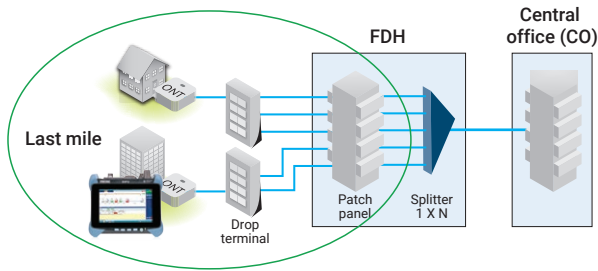 Central
office (CO)
FDH
ONT
Last mile
ONT
Drop
terminal
Patch
panel
Splitter
1 X N